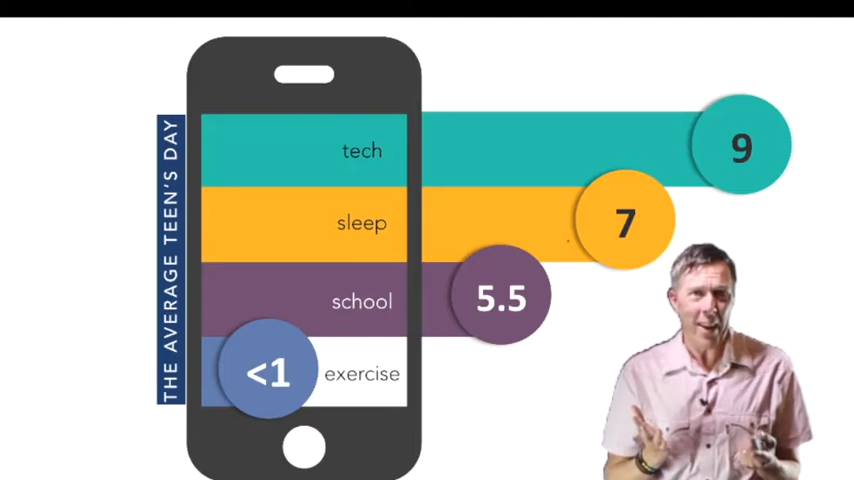 THE AVERAGE TEEN'S DAY
tech
9
sleep
7
school
5.5
<1
exercise